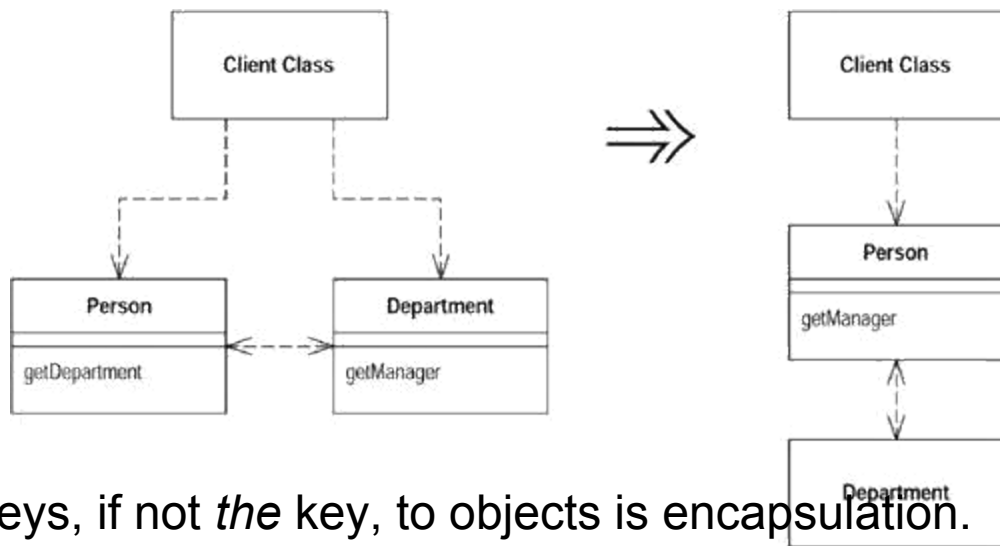 Client Class
Client Class
Person
Person
Department
getManager
getDepartment
getManager
Department
eys, if not the key, to objects is encapsulation.